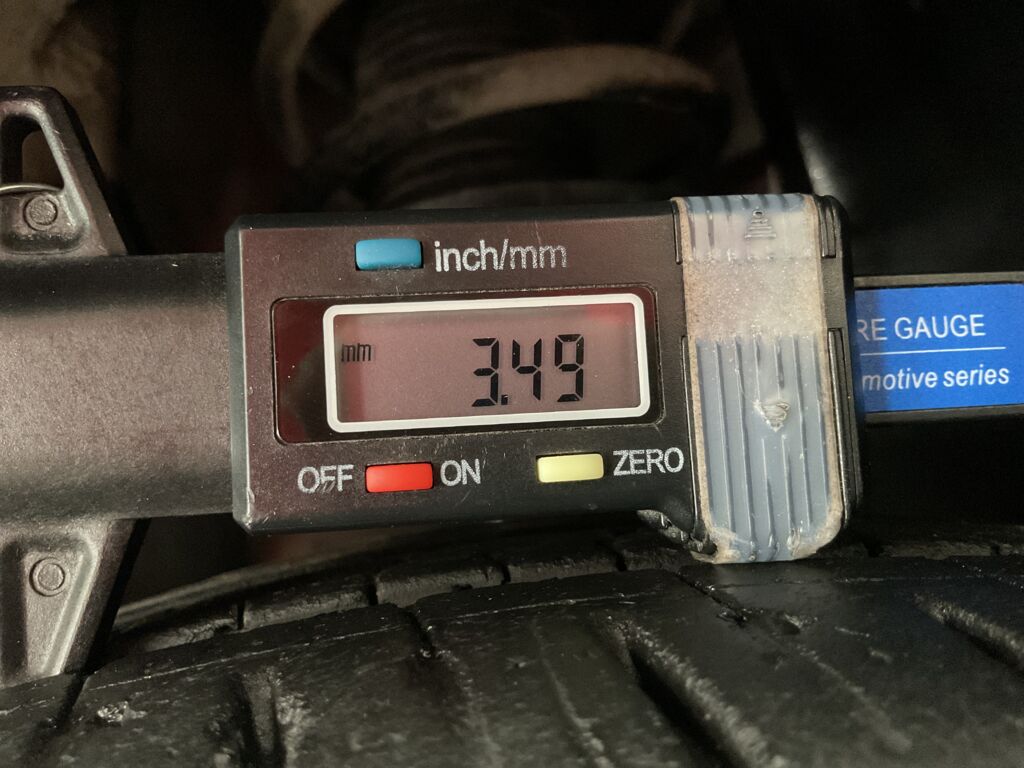 inch/mm
mm
3.49
OFF ON ZERO
RE GAUGE
motive series